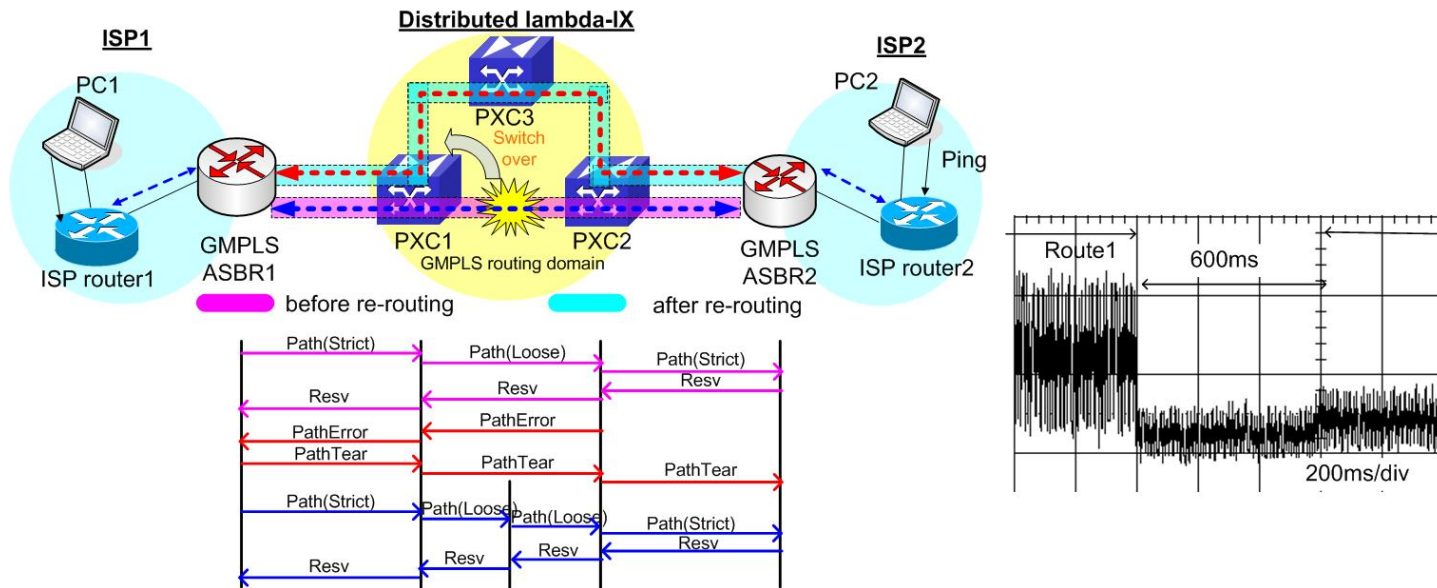 Distributed lambda-IX
ISP1
ISP2
PC1
PC2
PXC3
Switch
over
Ping
PXC1
PXC2
GMPLS
ASBR1
GMPLS
ASBR2
GMPLS routing domain
ISP router1
ISP router2
before re-routing
after re-routing
Path(Strict)
Path(Loose)
Path(Strict)
Resv
Resv
Resv
PathError
PathError
PathTear
PathTear
PathTear
Path(Strict)
Path(Loose)
Path(Loose)
Path(Strict)
Resv
Resv
Resv
Resv
Route1
600ms
200ms/div